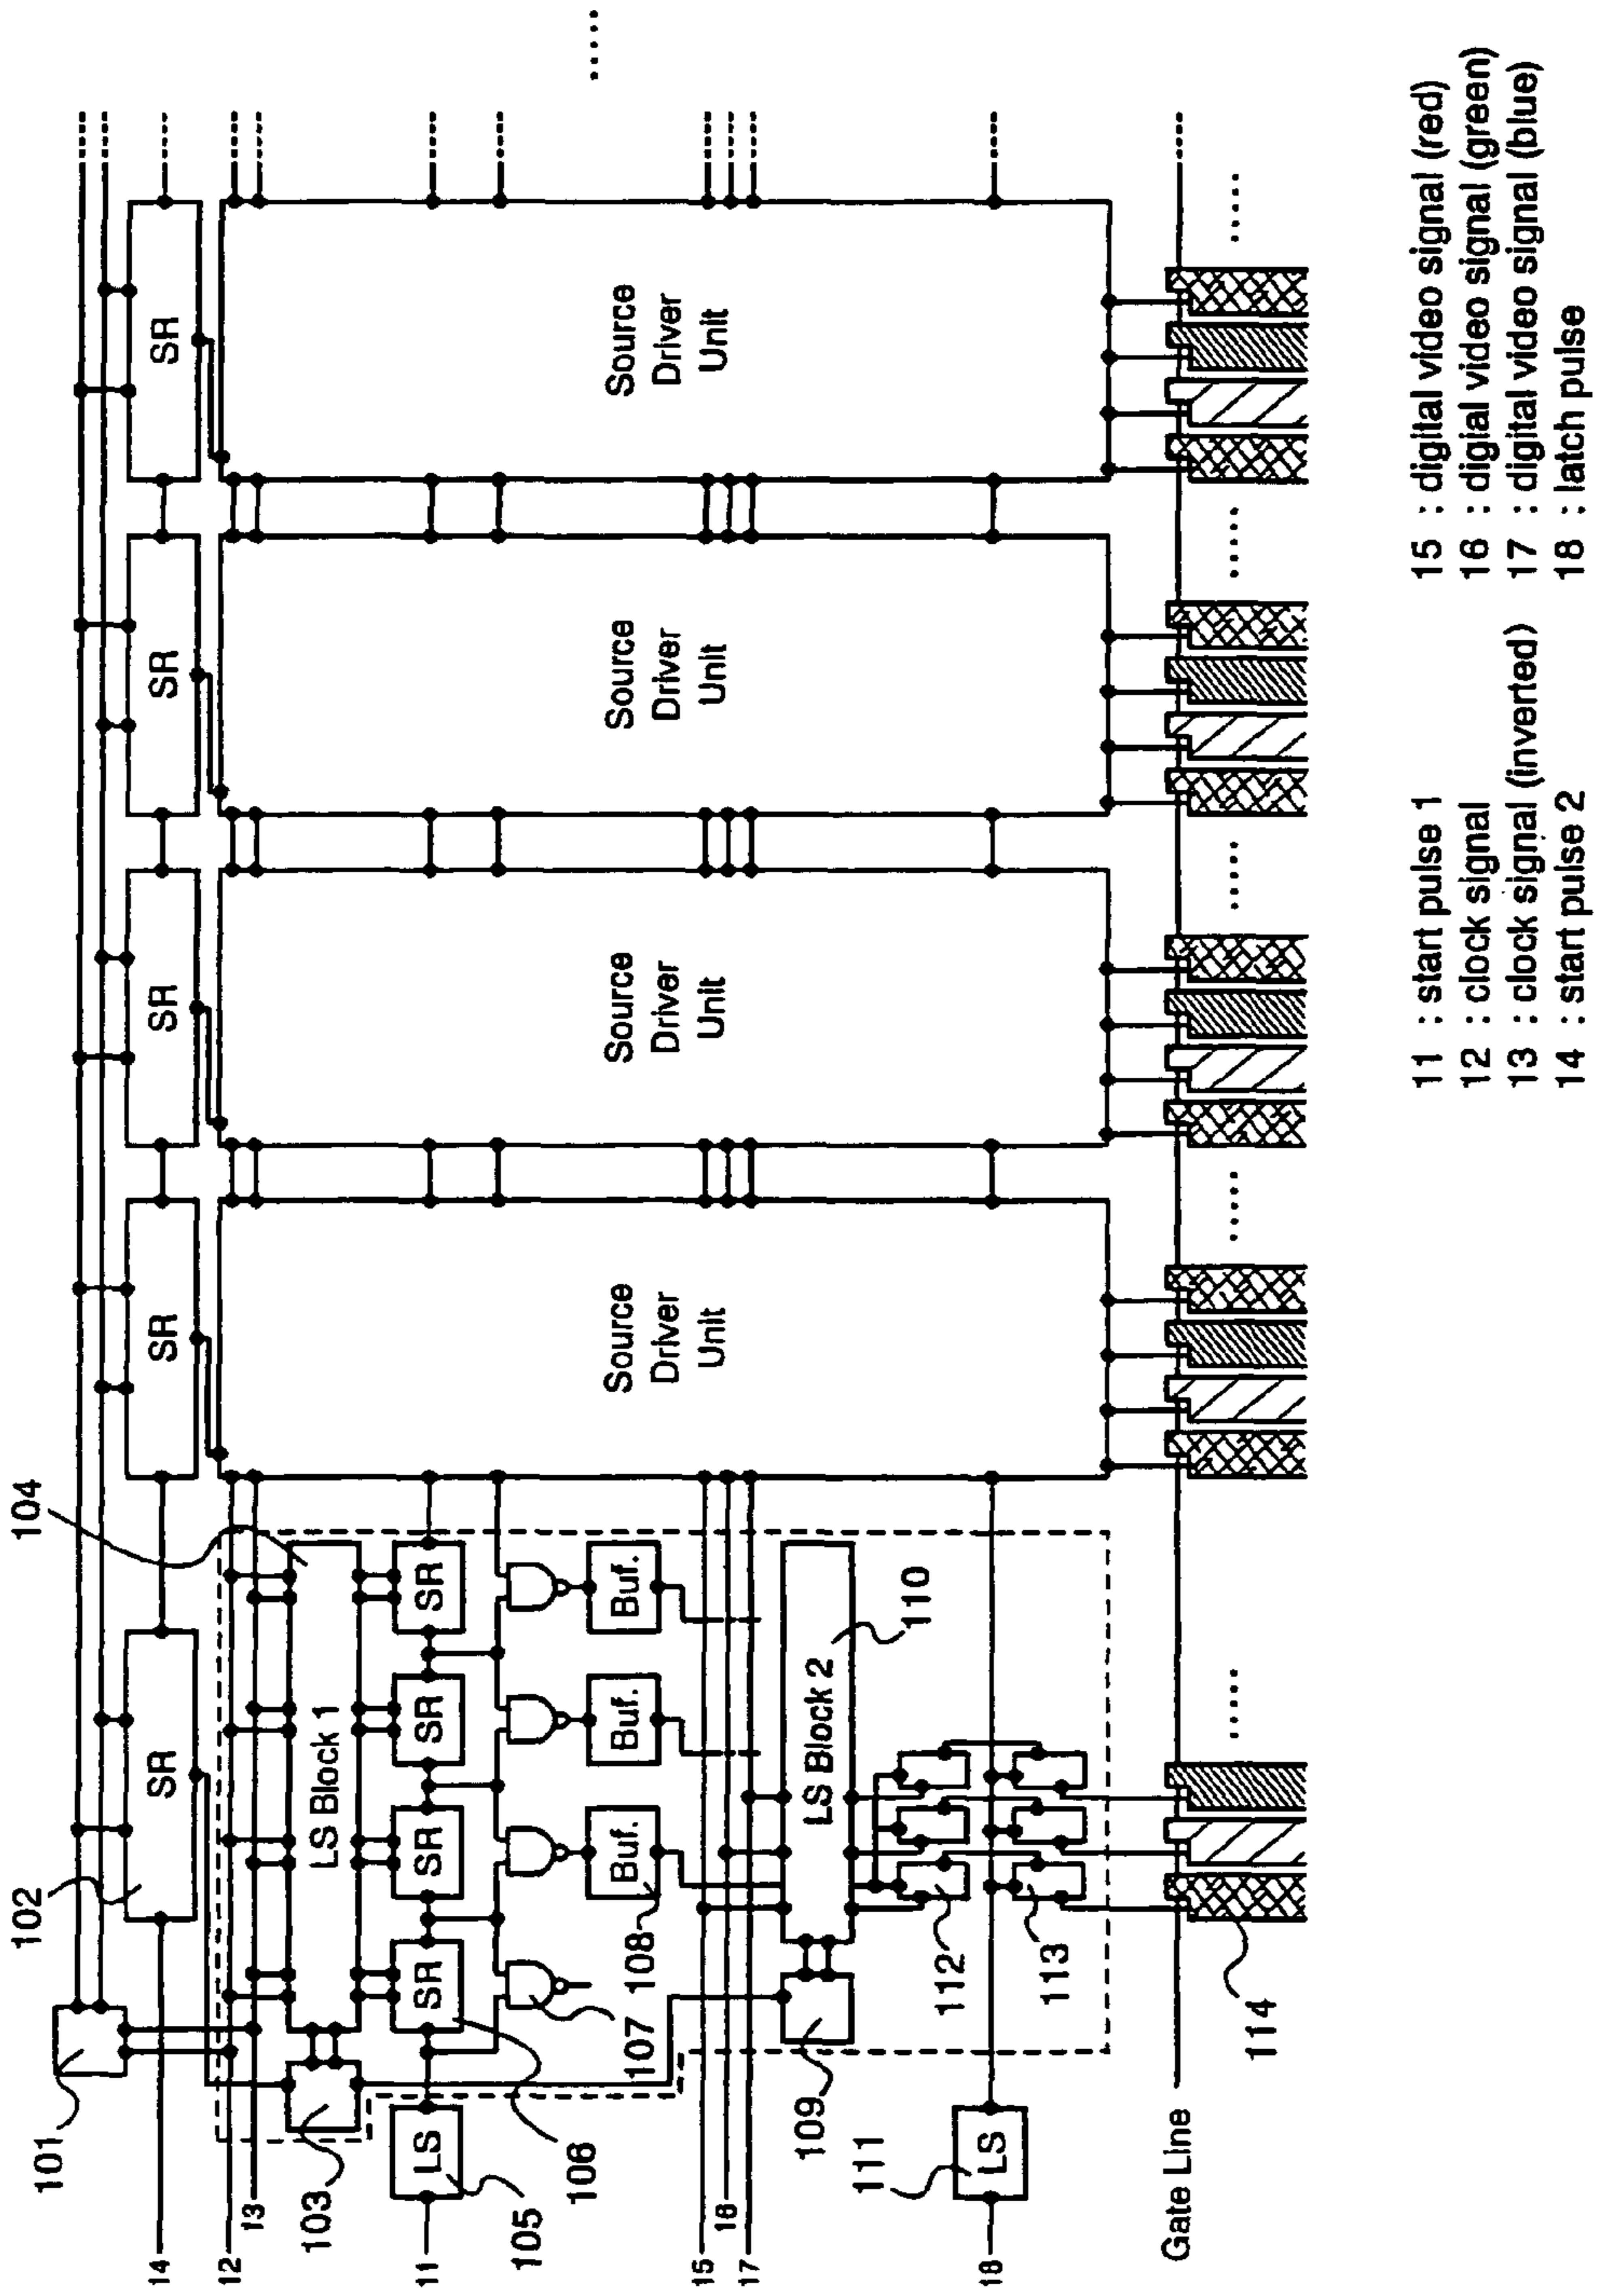 101
102
104
SR
SR
SR
SR
SR
14
12
13
103
LS Block 1
11
LS
105
SR
SR
SR
SR
106
107
108
Buf.
Buf.
Buf.
Source
Driver
Unit
Source
Driver
Unit
Source
Driver
Unit
Source
Driver
Unit
15
16
17
109
LS Block 2
110
112
113
111
18
LS
Gate Line
114
11 : start pulse 1
12 : clock signal
13 : clock signal (inverted)
14 : start pulse 2
15 : digital video signal (red)
16 : digial video signal (green)
17 : digital video signal (blue)
18 : latch pulse